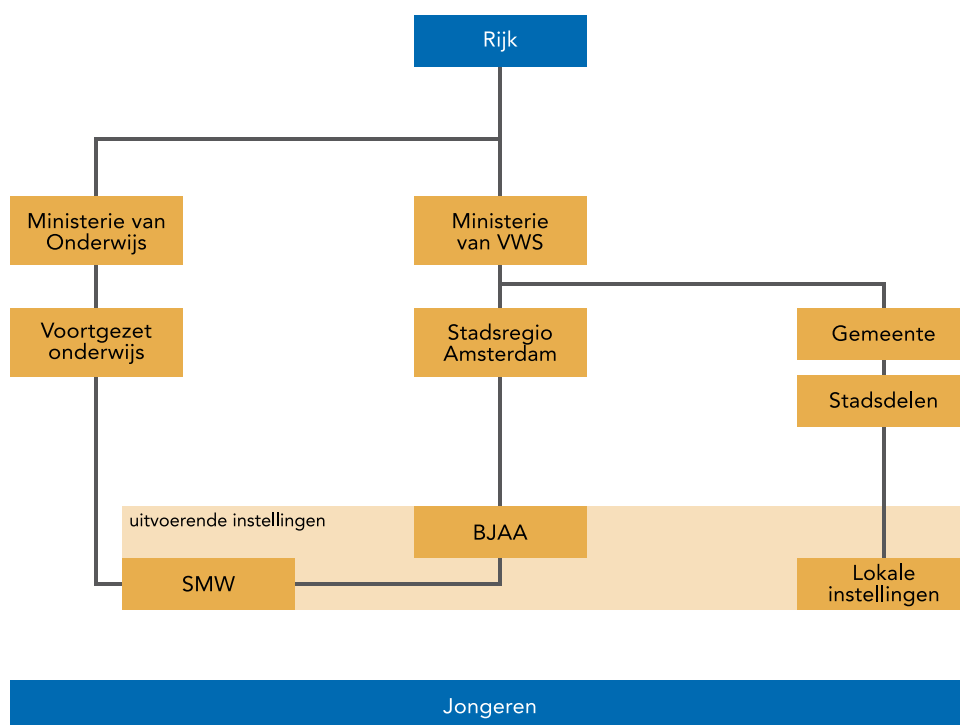 Rijk
Ministerie van
Onderwijs
Ministerie
van VWS
Voortgezet
onderwijs
Stadsregio
Amsterdam
Gemeente
Stadsdelen
uitvoerende instellingen
BJAA
SMW
Lokale
instellingen
Jongeren